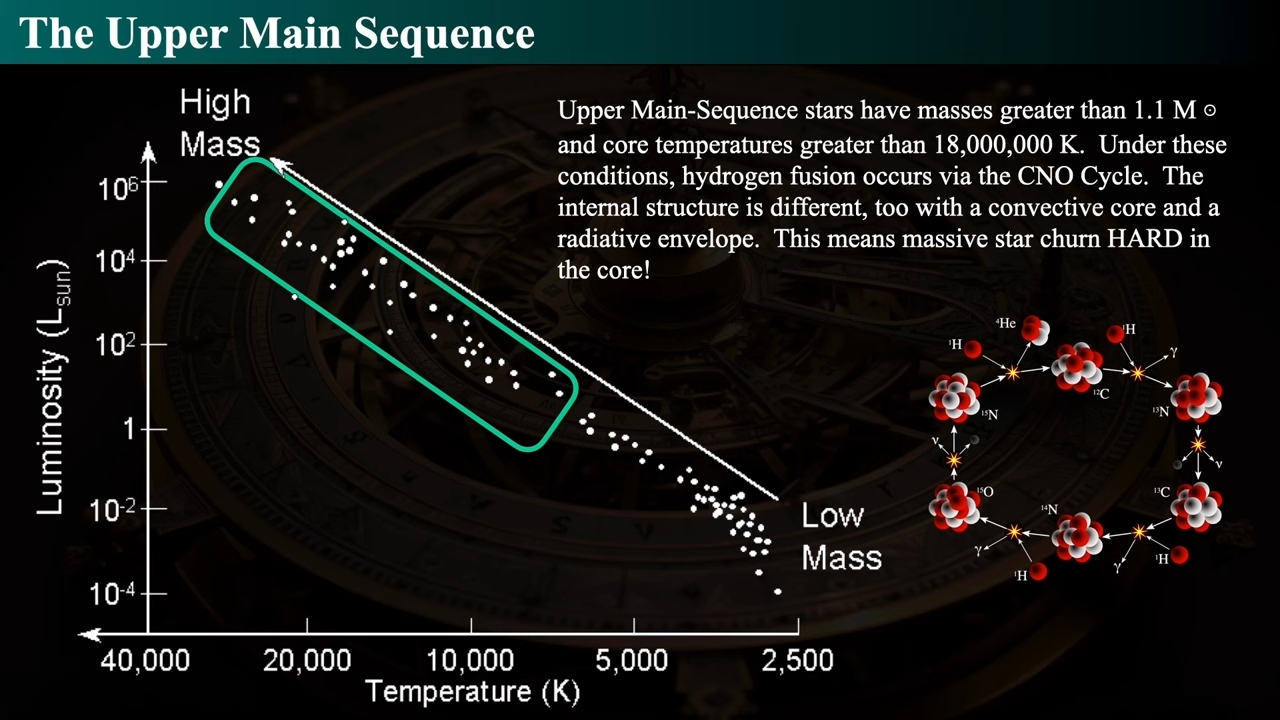 The Upper Main Sequence
High
Mass
Upper Main-Sequence stars have masses greater than 1.1 M ☉
and core temperatures greater than 18,000,000 K.  Under these
conditions, hydrogen fusion occurs via the CNO Cycle.  The
internal structure is different, too with a convective core and a
radiative envelope.  This means massive star churn HARD in
the core!
Luminosity (L_sun)
10⁶
10⁴
10²
1
10⁻²
10⁻⁴
Low
Mass
40,000
20,000
10,000
5,000
2,500
Temperature (K)
⁴He
¹H
¹H
γ
¹²C
¹⁵N
¹³N
ν
ν
¹⁵O
¹⁴N
¹³C
γ
¹H
γ
¹H